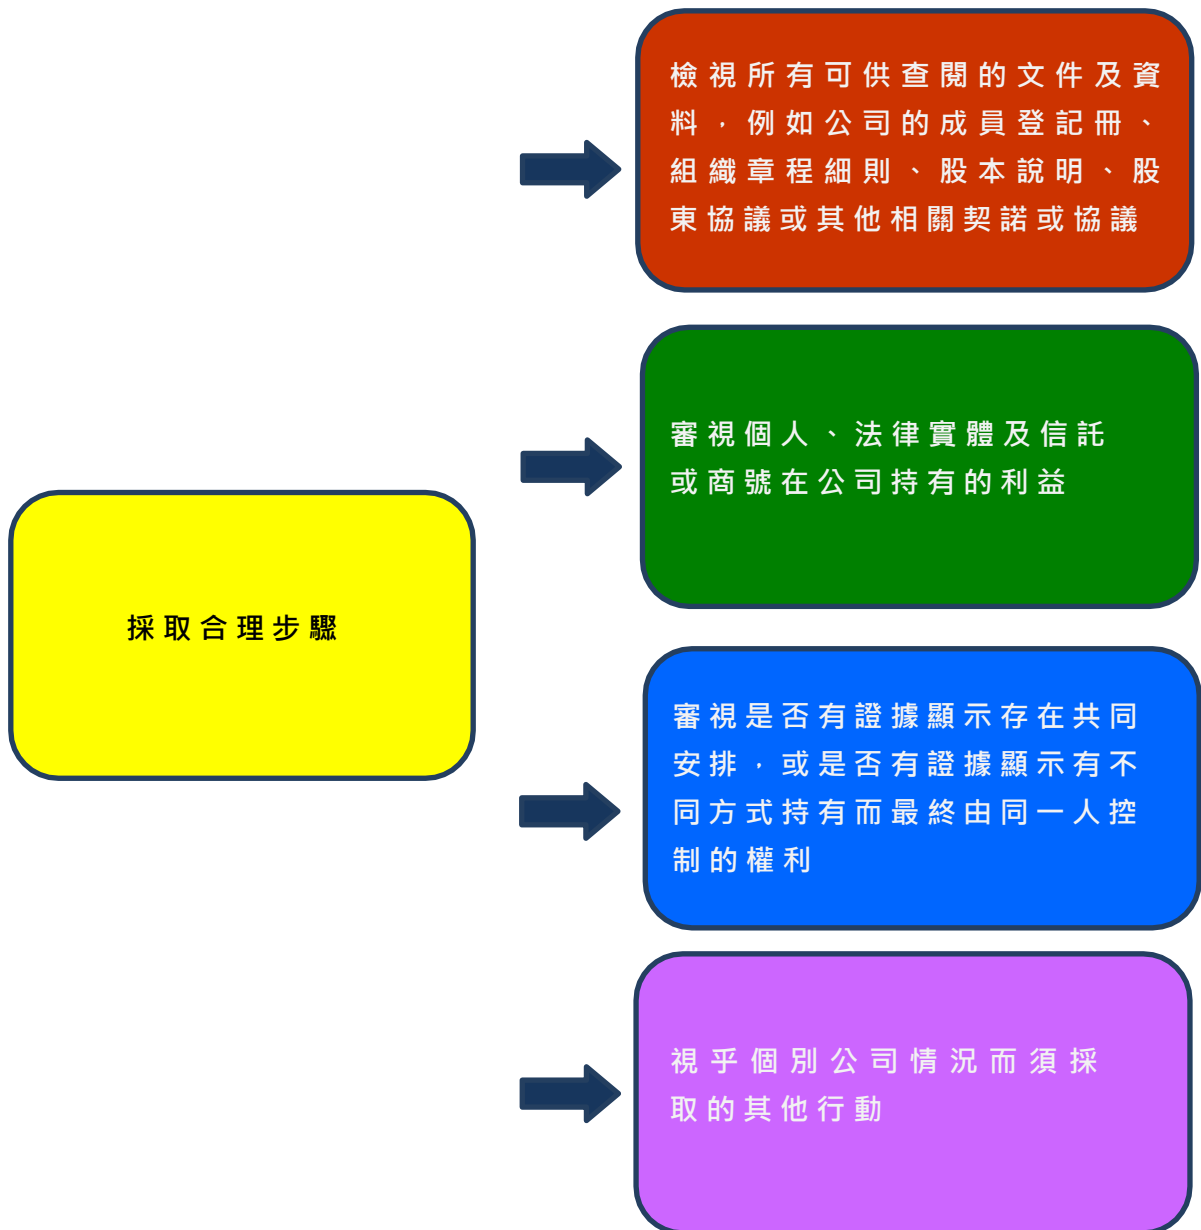 採取合理步驟
檢視所有可供查閱的文件及資
料，例如公司的成員登記冊、
組織章程細則、股本說明、股
東協議或其他相關契諾或協議
審視個人、法律實體及信託
或商號在公司持有的利益
審視是否有證據顯示存在共同
安排，或是否有證據顯示有不
同方式持有而最終由同一人控
制的權利
視乎個別公司情況而須採
取的其他行動